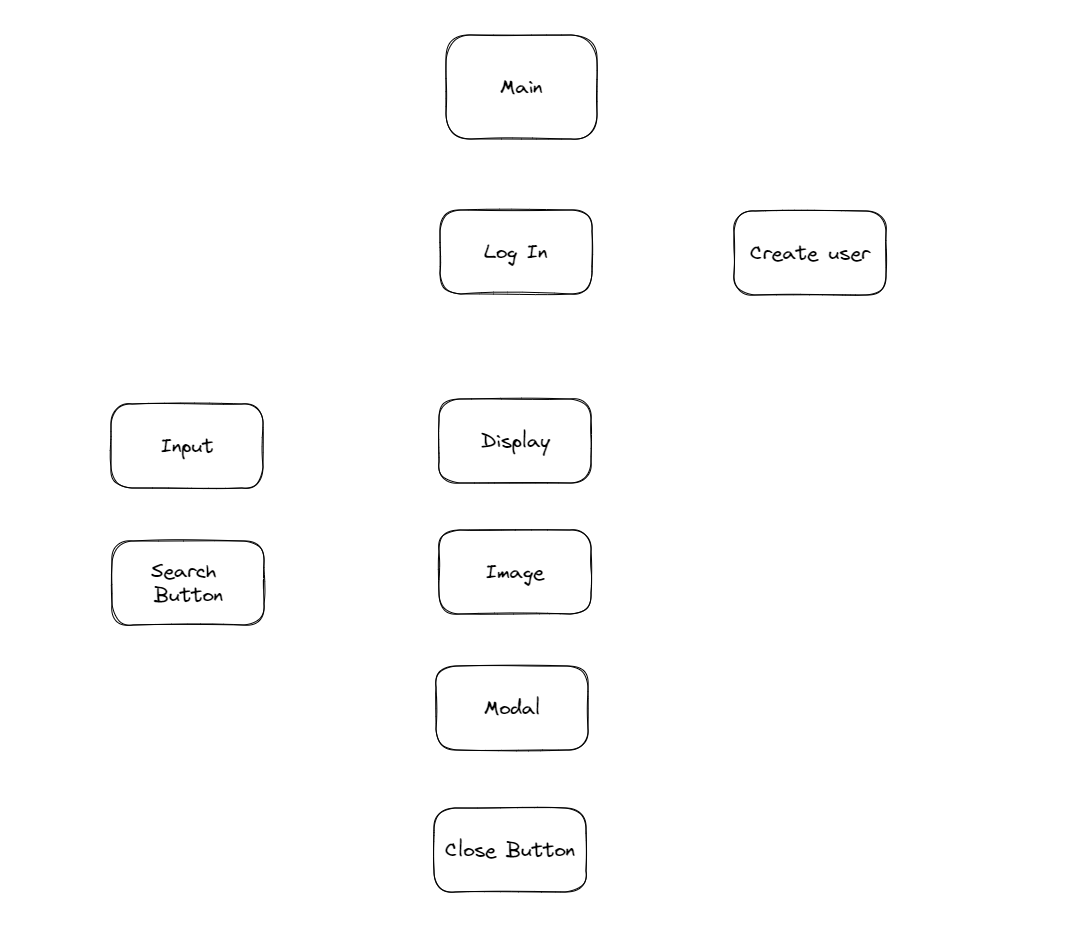 Main
Log In
Create user
Input
Display
Search
Button
Image
Modal
Close Button